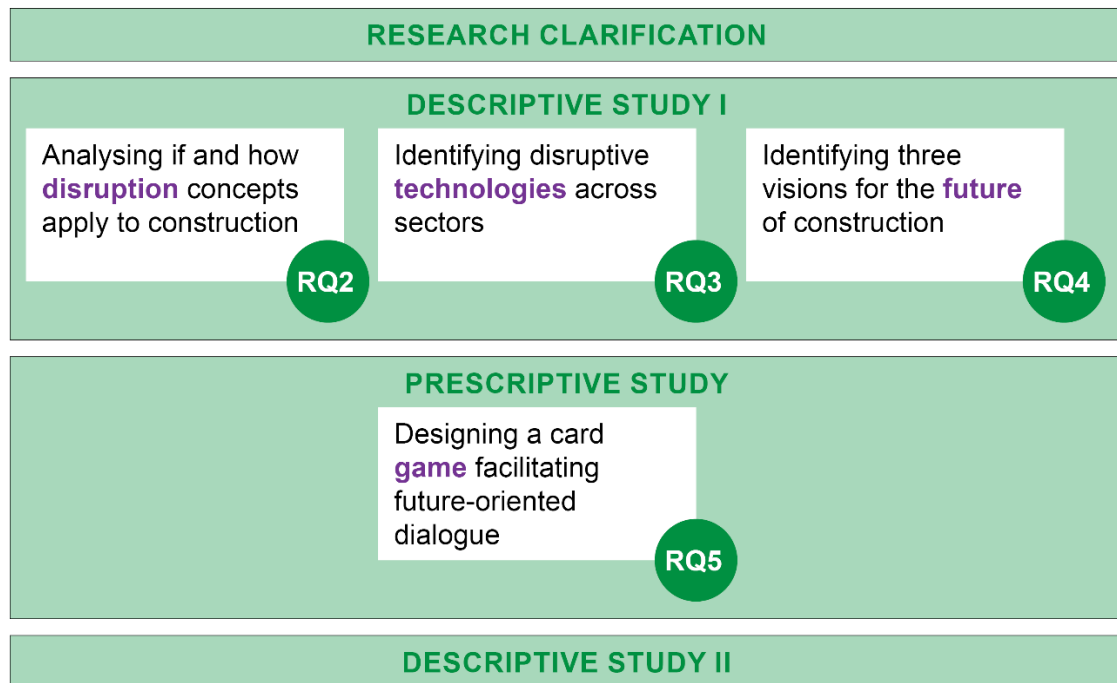 RESEARCH CLARIFICATION
DESCRIPTIVE STUDY I
Analysing if and how
disruption concepts
apply to construction
RQ2
Identifying disruptive
technologies across
sectors
RQ3
Identifying three
visions for the future
of construction
RQ4
PRESCRIPTIVE STUDY
Designing a card
game facilitating
future-oriented
dialogue
RQ5
DESCRIPTIVE STUDY II